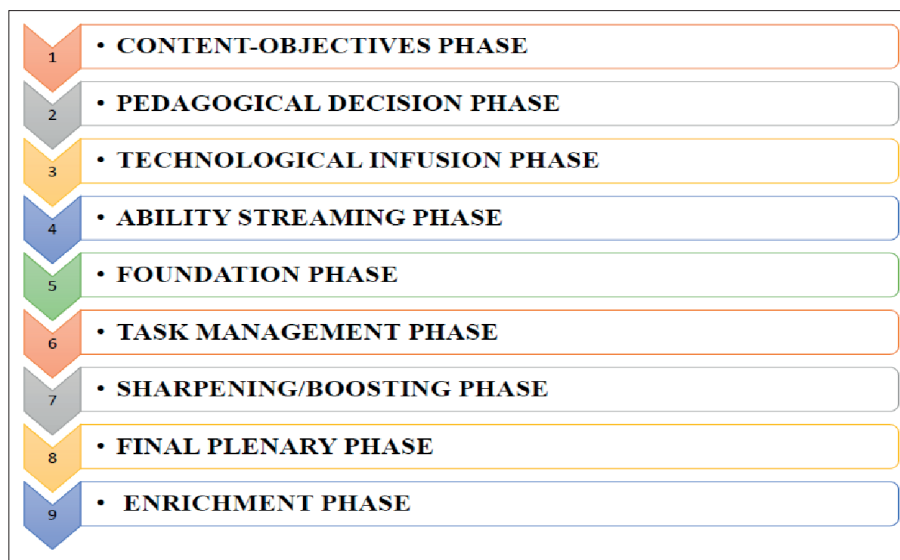 1 • CONTENT-OBJECTIVES PHASE
2 • PEDAGOGICAL DECISION PHASE
3 • TECHNOLOGICAL INFUSION PHASE
4 • ABILITY STREAMING PHASE
5 • FOUNDATION PHASE
6 • TASK MANAGEMENT PHASE
7 • SHARPENING/BOOSTING PHASE
8 • FINAL PLENARY PHASE
9 • ENRICHMENT PHASE